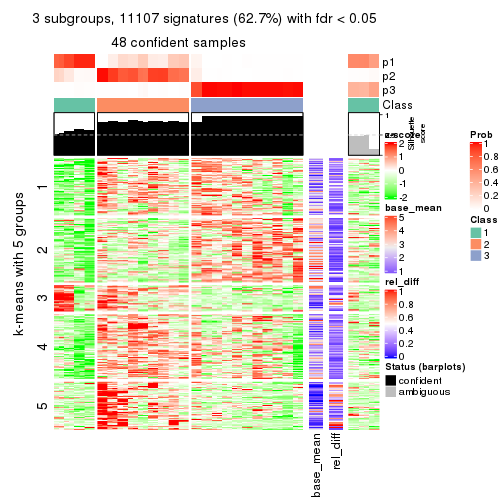 3 subgroups, 11107 signatures (62.7%) with fdr < 0.05
48 confident samples
p1
p2
p3
Class
1
Silhouette
score
z-score
2
1
0
-1
-2
base_mean
5
4
3
2
1
rel_diff
1
0.8
0.6
0.4
0.2
0
Status (barplots)
confident
ambiguous
Prob
1
0.8
0.6
0.4
0.2
0
Class
1
2
3
k-means with 5 groups
1
2
3
4
5
base_mean
rel_diff